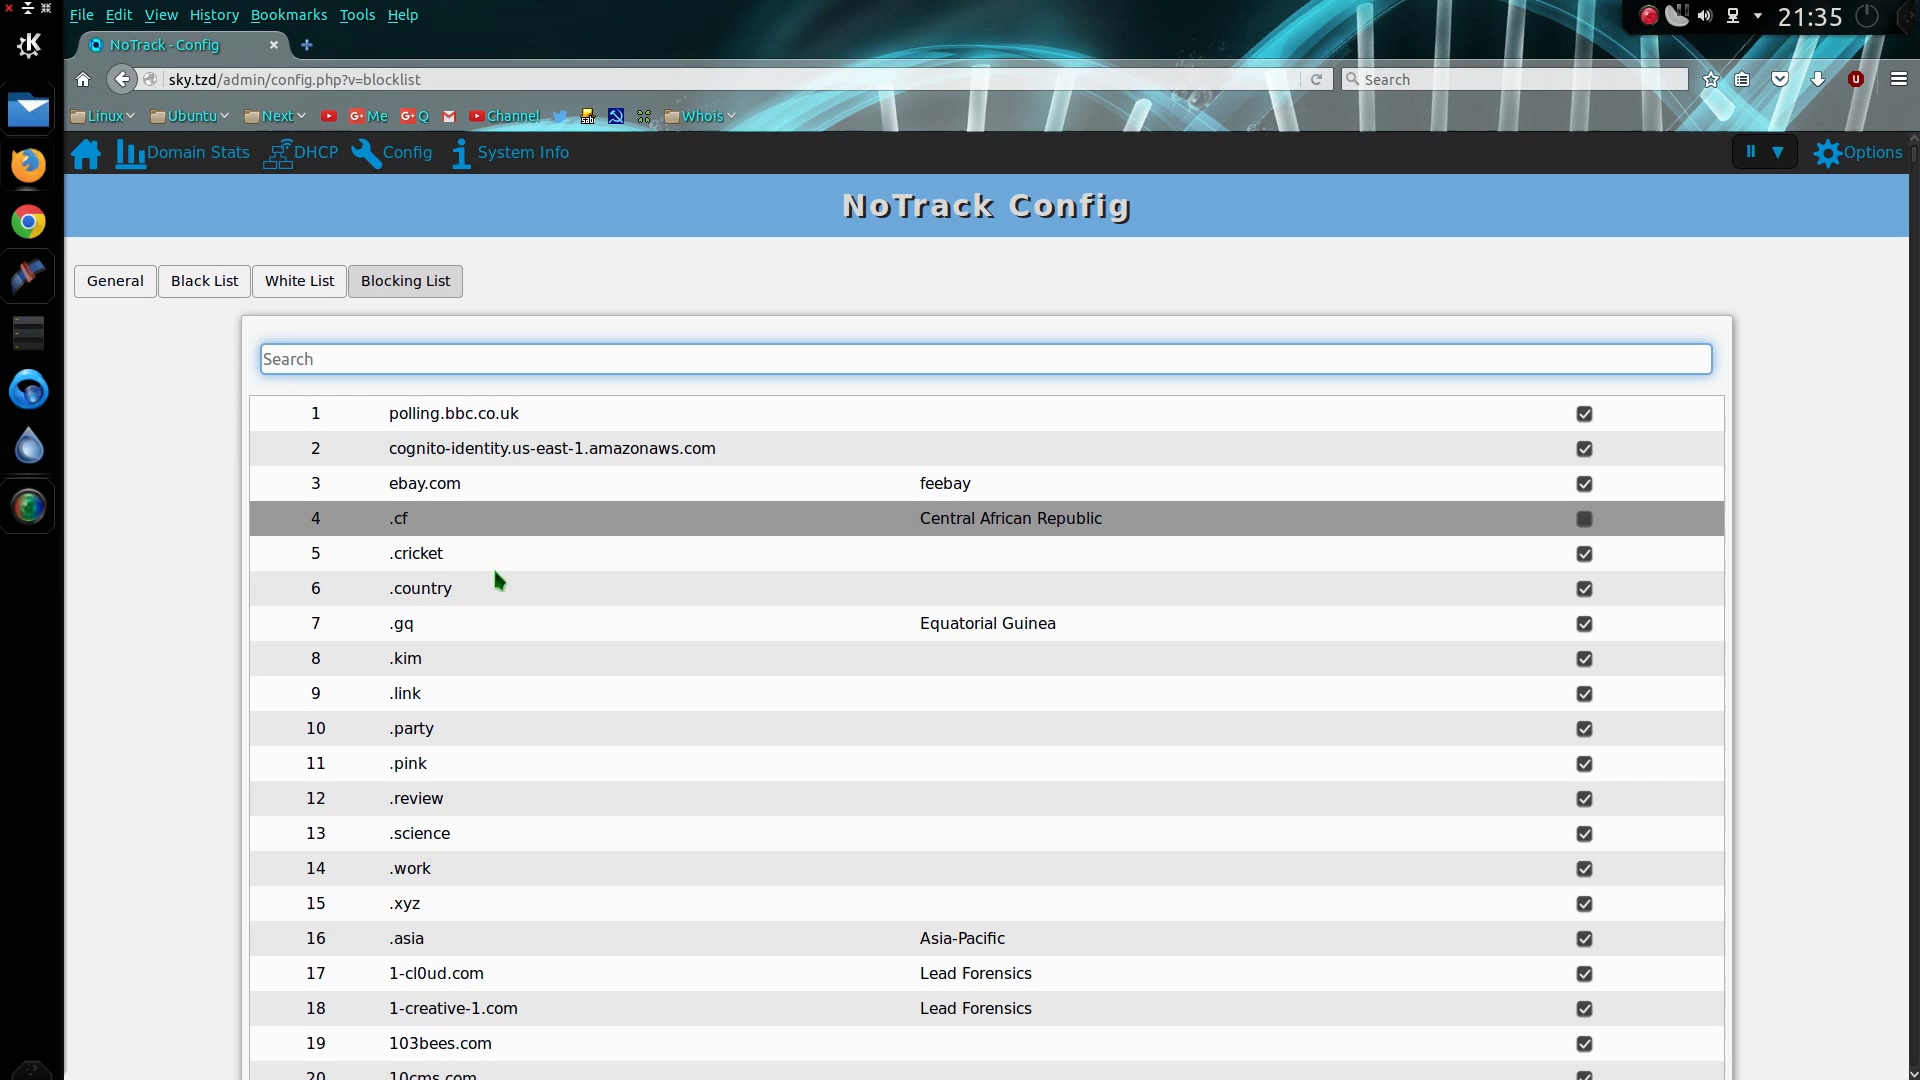 File Edit View History Bookmarks Tools Help
21:35
NoTrack - Config
sky.tzd/admin/config.php?v=blocklist
Search
Linux Ubuntu Next G+ Me G+ Q Channel sab Whois
Domain Stats DHCP Config System Info Options
NoTrack Config
General Black List White List Blocking List
Search
1 polling.bbc.co.uk
2 cognito-identity.us-east-1.amazonaws.com
3 ebay.com feebay
4 .cf Central African Republic
5 .cricket
6 .country
7 .gq Equatorial Guinea
8 .kim
9 .link
10 .party
11 .pink
12 .review
13 .science
14 .work
15 .xyz
16 .asia Asia-Pacific
17 1-cl0ud.com Lead Forensics
18 1-creative-1.com Lead Forensics
19 103bees.com
20 10cms.com